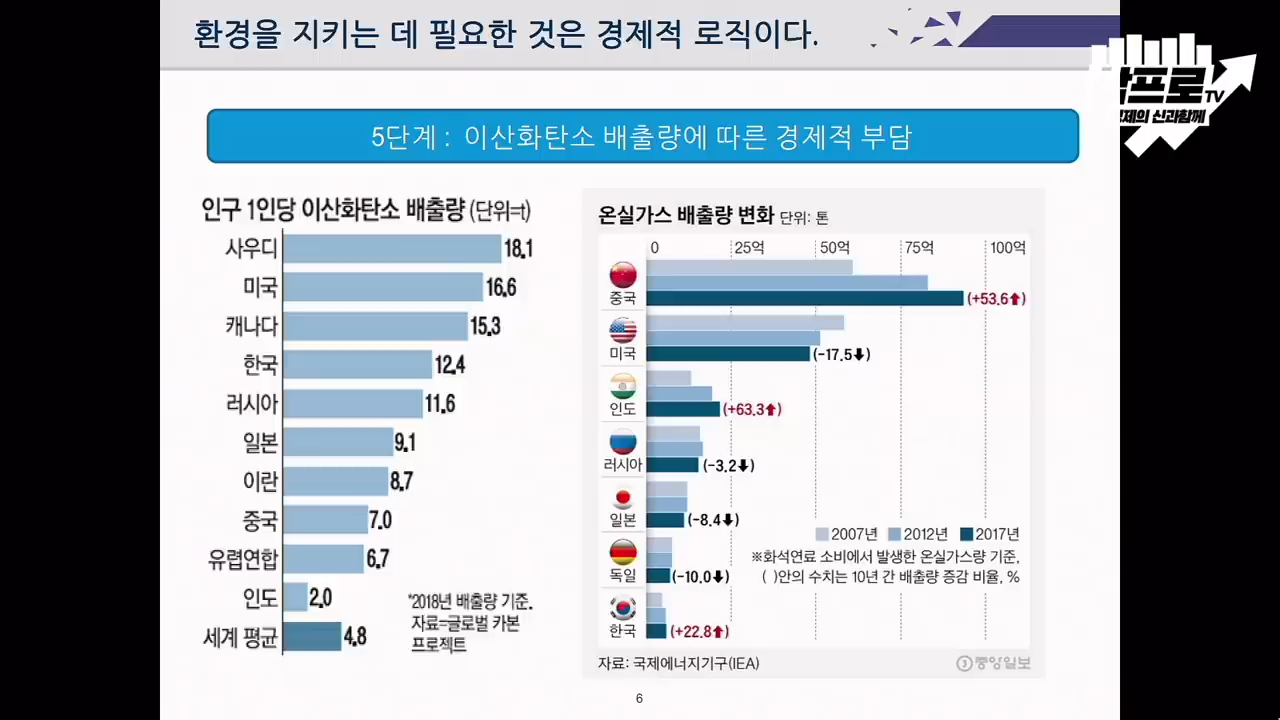 환경을 지키는 데 필요한 것은 경제적 로직이다.
프로TV
경제의 신과함께
5단계 : 이산화탄소 배출량에 따른 경제적 부담
인구 1인당 이산화탄소 배출량 (단위=t)
사우디 18.1
미국 16.6
캐나다 15.3
한국 12.4
러시아 11.6
일본 9.1
이란 8.7
중국 7.0
유럽연합 6.7
인도 2.0
세계 평균 4.8
*2018년 배출량 기준.
자료=글로벌 카본
프로젝트
온실가스 배출량 변화 단위: 톤
0 25억 50억 75억 100억
중국 (+53.6⬆)
미국 (-17.5⬇)
인도 (+63.3⬆)
러시아 (-3.2⬇)
일본 (-8.4⬇)
독일 (-10.0⬇)
한국 (+22.8⬆)
2007년 2012년 2017년
※화석연료 소비에서 발생한 온실가스량 기준,
( )안의 수치는 10년 간 배출량 증감 비율, %
자료: 국제에너지기구(IEA)
중앙일보
6